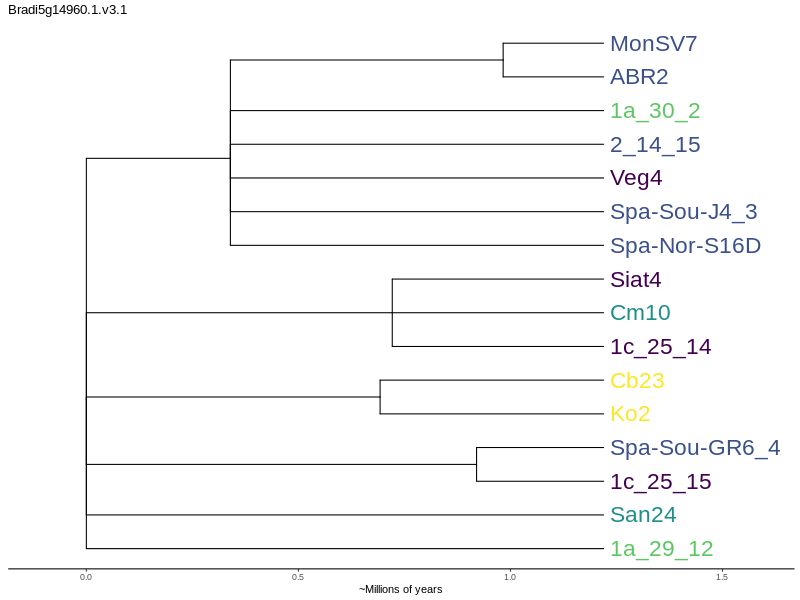 Bradi5g14960.1.v3.1
MonSV7
ABR2
1a_30_2
2_14_15
Veg4
Spa-Sou-J4_3
Spa-Nor-S16D
Siat4
Cm10
1c_25_14
Cb23
Ko2
Spa-Sou-GR6_4
1c_25_15
San24
1a_29_12
0.0 0.5 1.0 1.5
~Millions of years